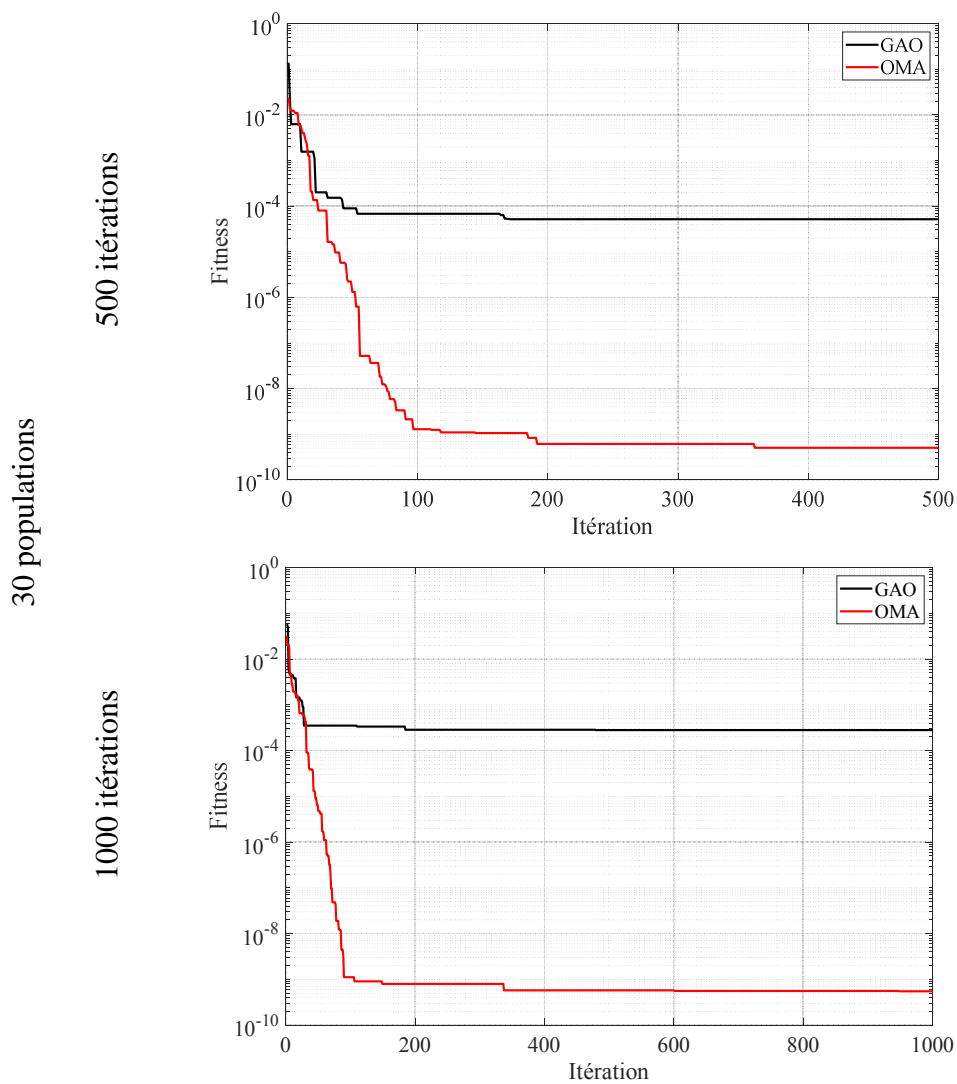 30 populations
500 itérations
10^0
10^-2
10^-4
10^-6
10^-8
10^-10
Fitness
GAO
OMA
0 100 200 300 400 500
Itération
1000 itérations
10^0
10^-2
10^-4
10^-6
10^-8
10^-10
Fitness
GAO
OMA
0 200 400 600 800 1000
Itération